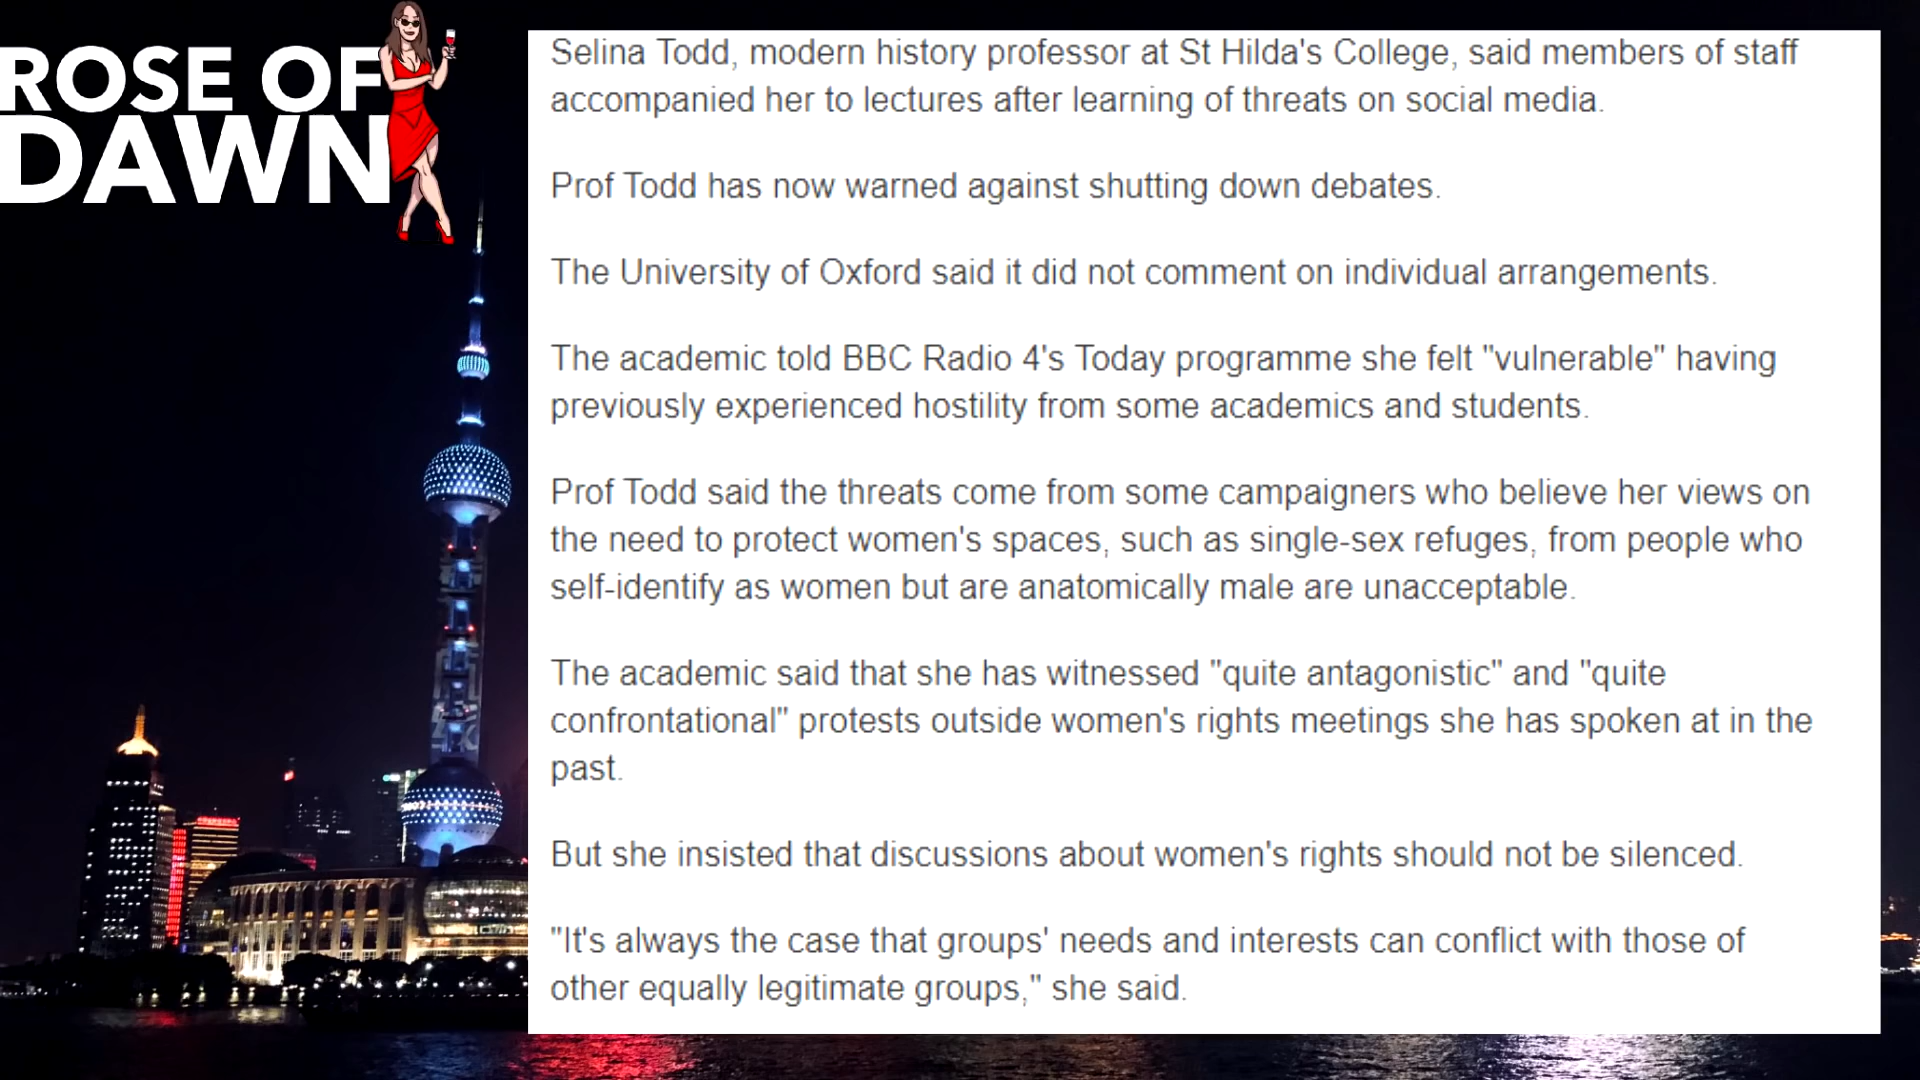 ROSE OF
DAWN
Selina Todd, modern history professor at St Hilda's College, said members of staff
accompanied her to lectures after learning of threats on social media.
Prof Todd has now warned against shutting down debates.
The University of Oxford said it did not comment on individual arrangements.
The academic told BBC Radio 4's Today programme she felt "vulnerable" having
previously experienced hostility from some academics and students.
Prof Todd said the threats come from some campaigners who believe her views on
the need to protect women's spaces, such as single-sex refuges, from people who
self-identify as women but are anatomically male are unacceptable.
The academic said that she has witnessed "quite antagonistic" and "quite
confrontational" protests outside women's rights meetings she has spoken at in the
past.
But she insisted that discussions about women's rights should not be silenced.
"It's always the case that groups' needs and interests can conflict with those of
other equally legitimate groups," she said.